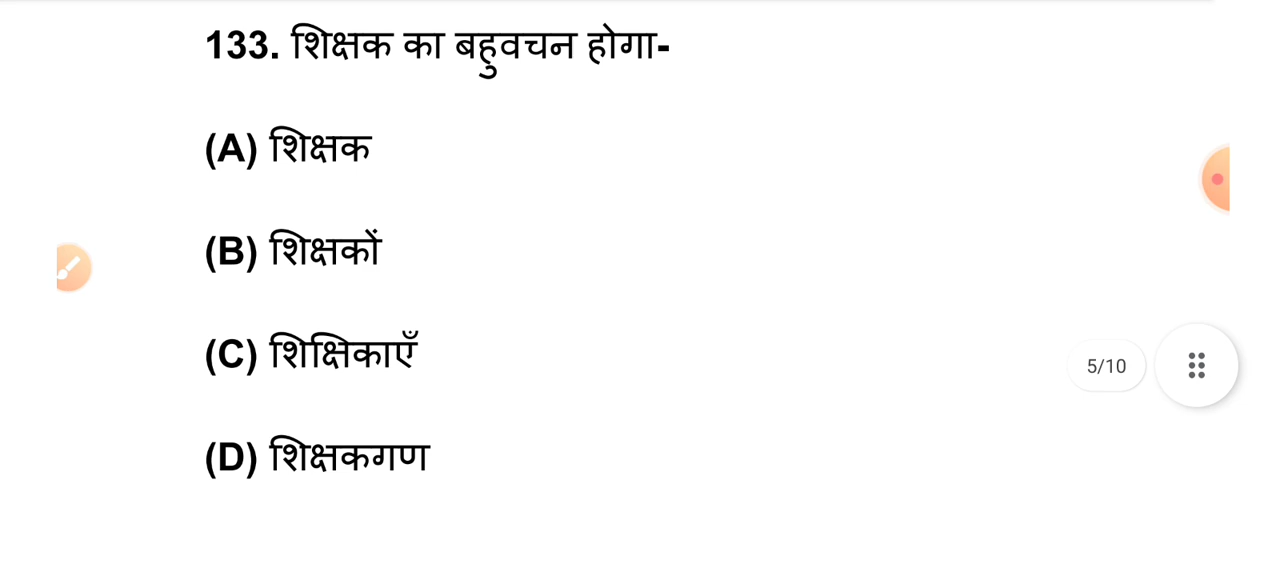 133. शिक्षक का बहुवचन होगा-
(A) शिक्षक
(B) शिक्षकों
(C) शिक्षिकाएँ
5/10
(D) शिक्षकगण